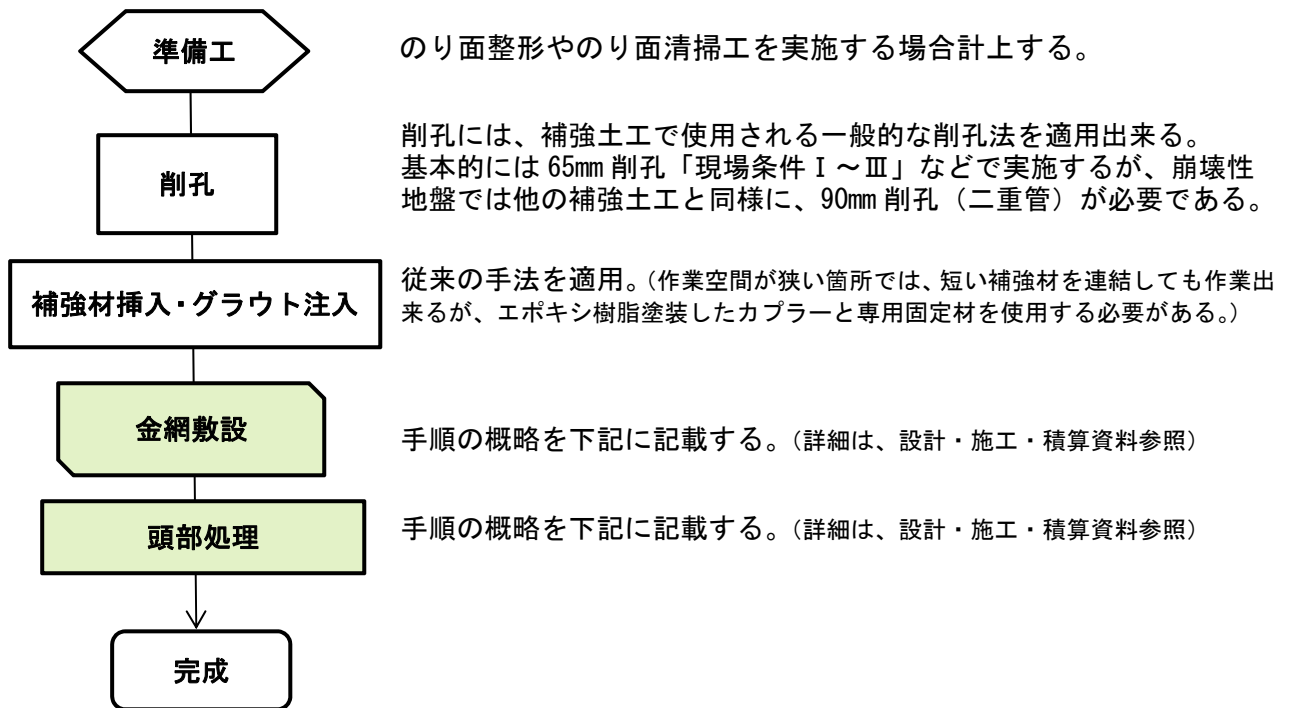 準備工
のり面整形やのり面清掃工を実施する場合計上する。
削孔
削孔には、補強土工で使用される一般的な削孔法を適用出来る。
基本的には 65mm 削孔「現場条件Ⅰ～Ⅲ」などで実施するが、崩壊性
地盤では他の補強土工と同様に、90mm 削孔（二重管）が必要である。
補強材挿入・グラウト注入
従来の手法を適用。（作業空間が狭い箇所では、短い補強材を連結しても作業出
来るが、エポキシ樹脂塗装したカプラーと専用固定材を使用する必要がある。）
金網敷設
手順の概略を下記に記載する。（詳細は、設計・施工・積算資料参照）
頭部処理
手順の概略を下記に記載する。（詳細は、設計・施工・積算資料参照）
完成